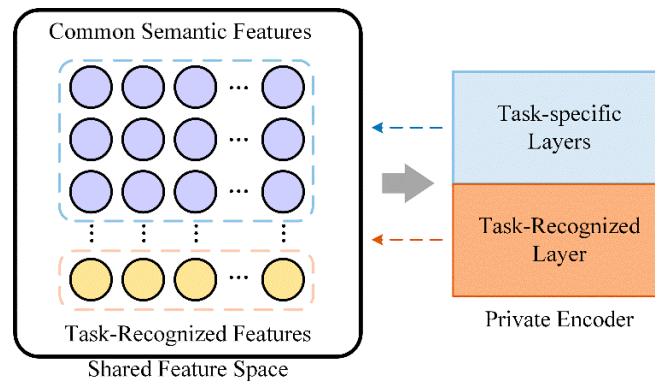 Common Semantic Features
...
...
...
...
Task-Recognized Features
Shared Feature Space
Task-specific
Layers
Task-Recognized
Layer
Private Encoder